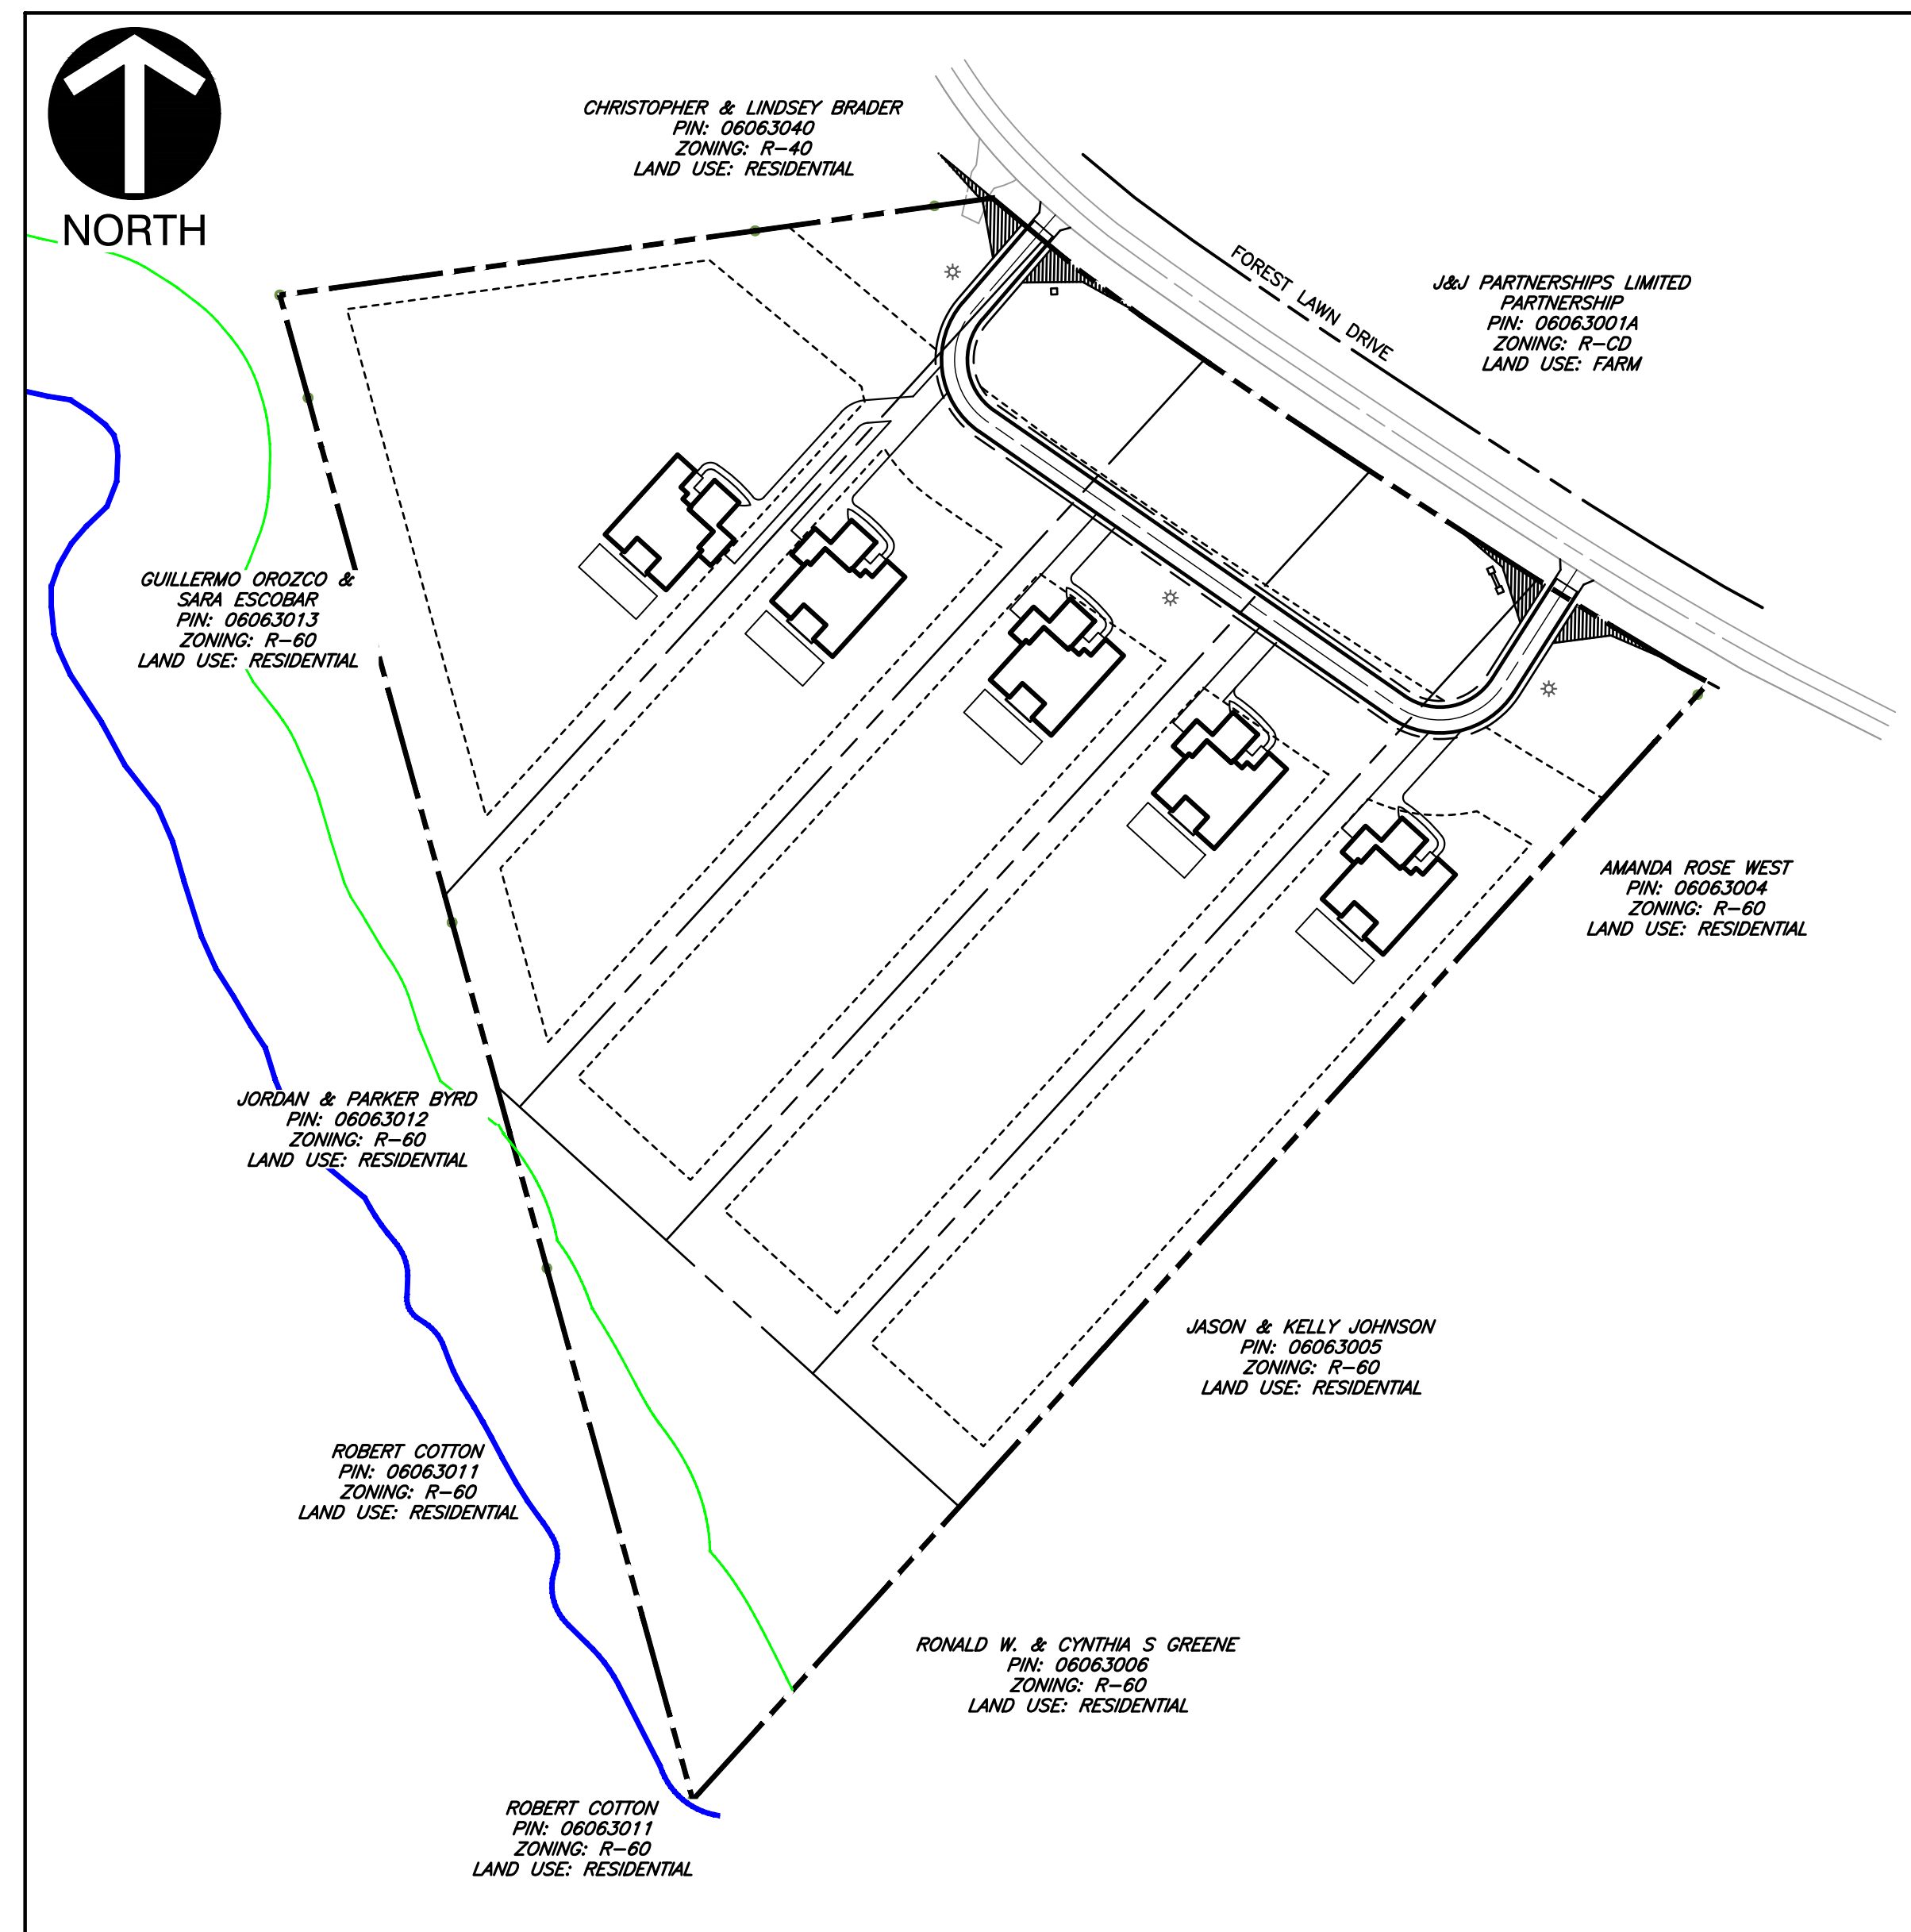 NORTH
CHRISTOPHER & LINDSEY BRADER
PIN: 06063040
ZONING: R-40
LAND USE: RESIDENTIAL
FOREST LAWN DRIVE
J&J PARTNERSHIPS LIMITED
PARTNERSHIP
PIN: 06063001A
ZONING: R-CD
LAND USE: FARM
GUILLERMO OROZCO &
SARA ESCOBAR
PIN: 06063013
ZONING: R-60
LAND USE: RESIDENTIAL
AMANDA ROSE WEST
PIN: 06063004
ZONING: R-60
LAND USE: RESIDENTIAL
JORDAN & PARKER BYRD
PIN: 06063012
ZONING: R-60
LAND USE: RESIDENTIAL
JASON & KELLY JOHNSON
PIN: 06063005
ZONING: R-60
LAND USE: RESIDENTIAL
ROBERT COTTON
PIN: 06063011
ZONING: R-60
LAND USE: RESIDENTIAL
RONALD W. & CYNTHIA S GREENE
PIN: 06063006
ZONING: R-60
LAND USE: RESIDENTIAL
ROBERT COTTON
PIN: 06063011
ZONING: R-60
LAND USE: RESIDENTIAL